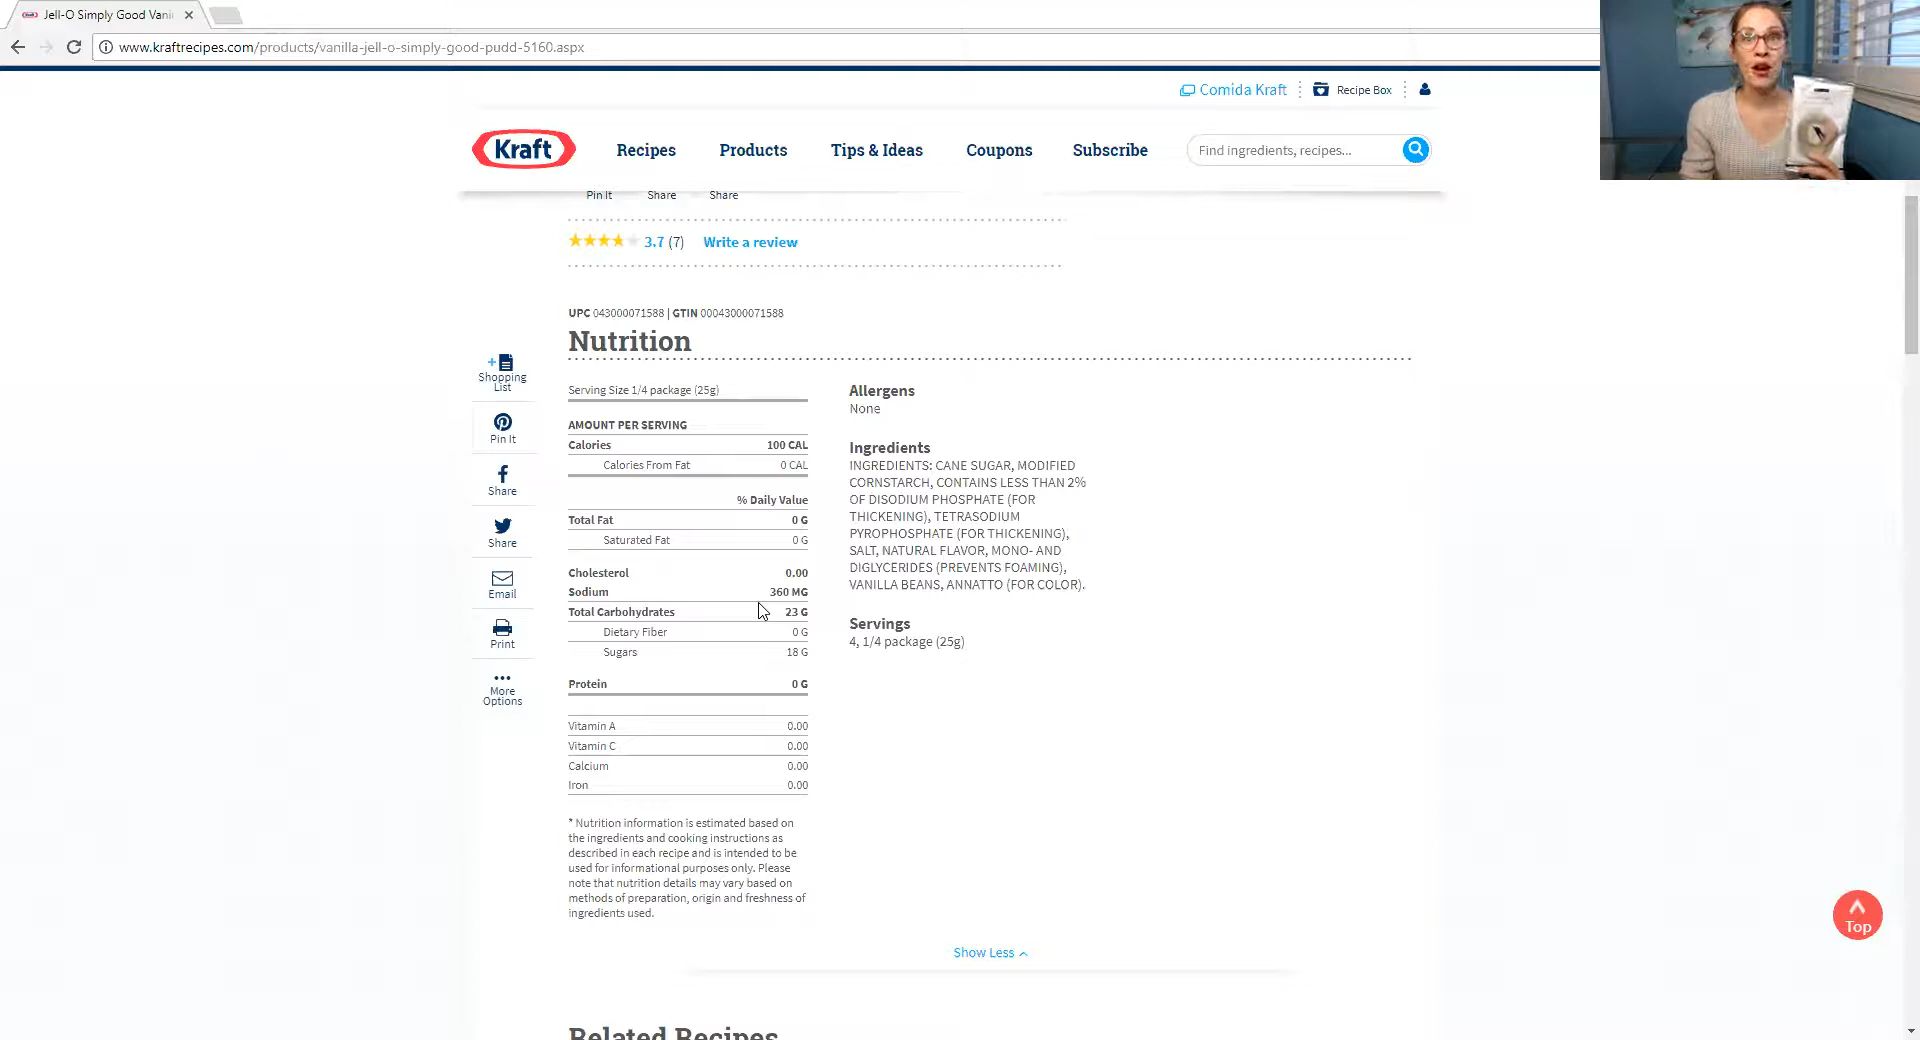 Jell-O Simply Good Vani
www.kraftrecipes.com/products/vanilla-jell-o-simply-good-pudd-5160.aspx
Comida Kraft
Recipe Box
Kraft
Recipes
Products
Tips & Ideas
Coupons
Subscribe
Find ingredients, recipes...
Pin It
Share
Share
3.7 (7)
Write a review
UPC 043000071588 | GTIN 00043000071588
Nutrition
Shopping
List
Pin It
Share
Share
Email
Print
More
Options
Serving Size 1/4 package (25g)
AMOUNT PER SERVING
Calories 100 CAL
Calories From Fat 0 CAL
% Daily Value
Total Fat 0 G
Saturated Fat 0 G
Cholesterol 0.00
Sodium 360 MG
Total Carbohydrates 23 G
Dietary Fiber 0 G
Sugars 18 G
Protein 0 G
Vitamin A 0.00
Vitamin C 0.00
Calcium 0.00
Iron 0.00
* Nutrition information is estimated based on
the ingredients and cooking instructions as
described in each recipe and is intended to be
used for informational purposes only. Please
note that nutrition details may vary based on
methods of preparation, origin and freshness of
ingredients used.
Allergens
None
Ingredients
INGREDIENTS: CANE SUGAR, MODIFIED
CORNSTARCH, CONTAINS LESS THAN 2%
OF DISODIUM PHOSPHATE (FOR
THICKENING), TETRASODIUM
PYROPHOSPHATE (FOR THICKENING),
SALT, NATURAL FLAVOR, MONO- AND
DIGLYCERIDES (PREVENTS FOAMING),
VANILLA BEANS, ANNATTO (FOR COLOR).
Servings
4, 1/4 package (25g)
Show Less
Top
Related Recipes